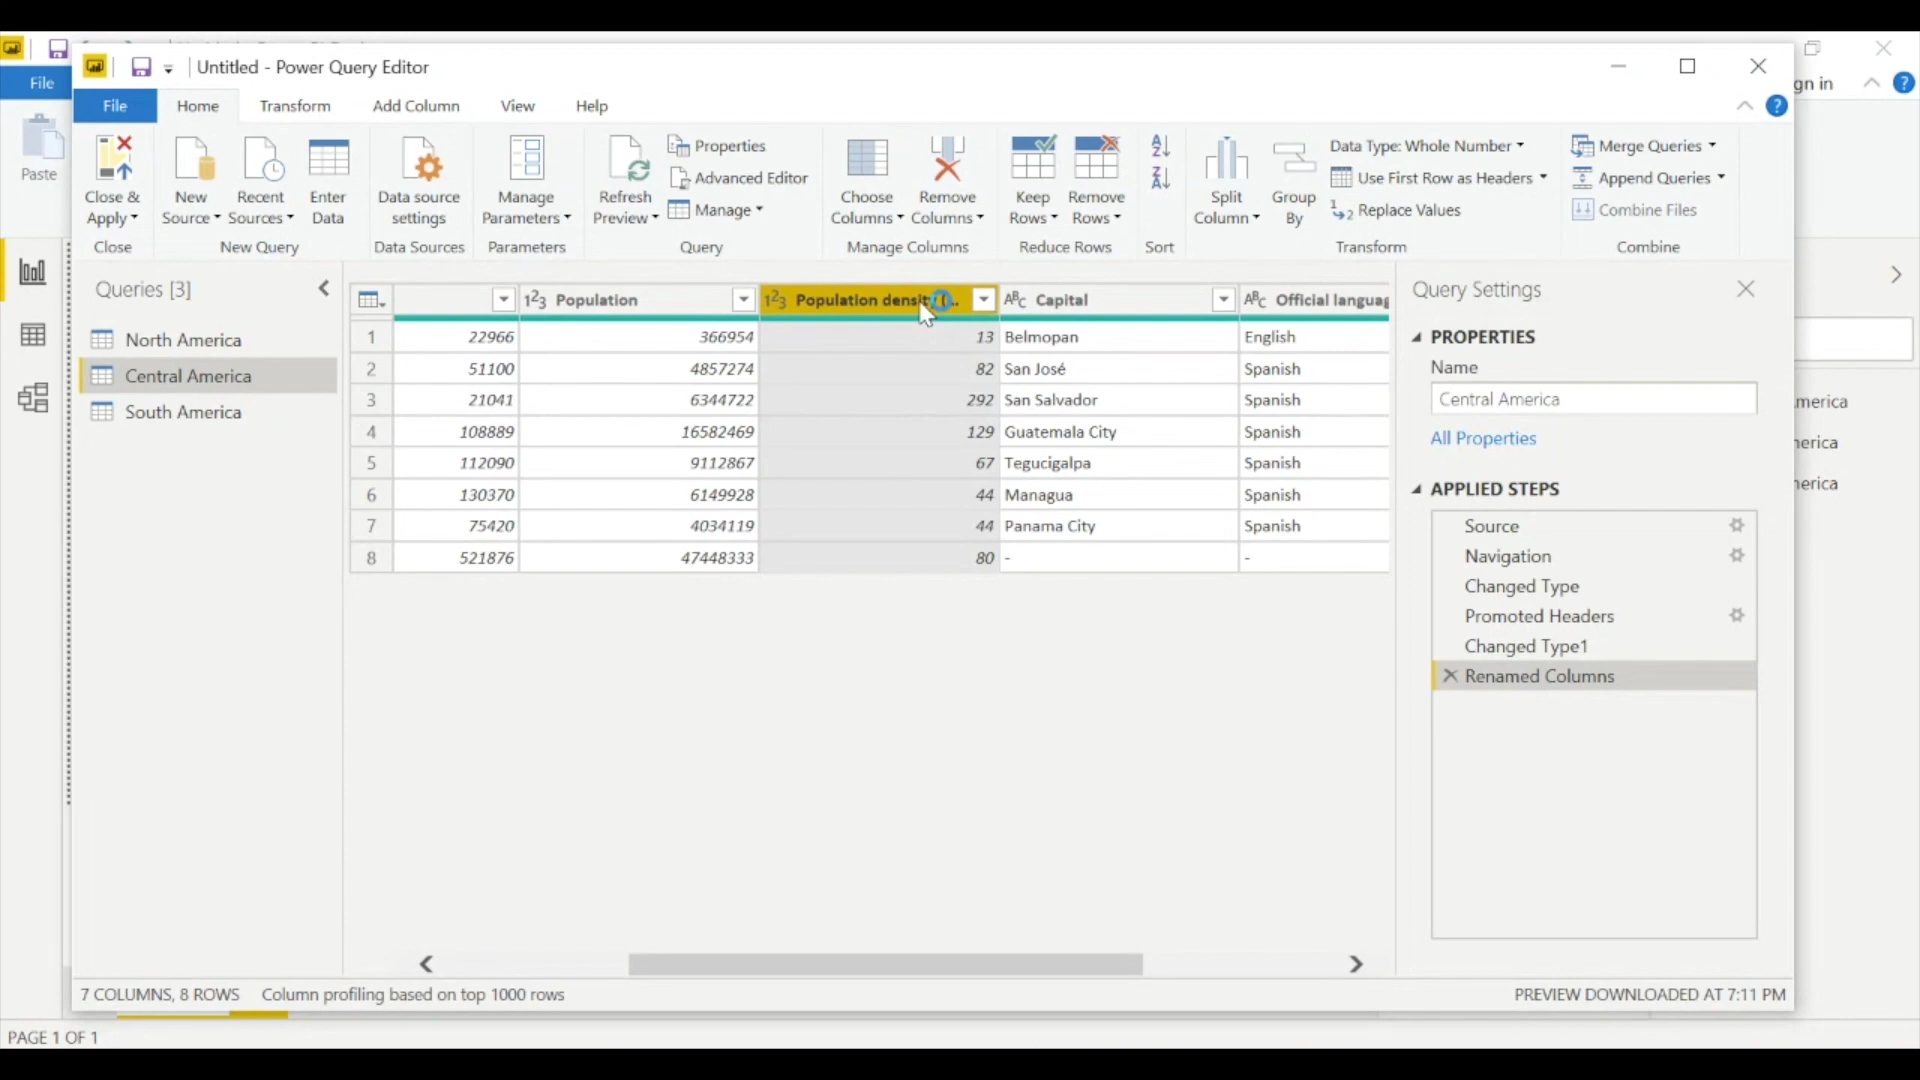 Untitled - Power Query Editor
File Home Transform Add Column View Help
File
gn in
Paste
Close & Apply
New Source
Recent Sources
Enter Data
Data source settings
Manage Parameters
Refresh Preview
Properties
Advanced Editor
Manage
Choose Columns
Remove Columns
Keep Rows
Remove Rows
Split Column
Group By
Data Type: Whole Number
Use First Row as Headers
Replace Values
Merge Queries
Append Queries
Combine Files
Close New Query Data Sources Parameters Query Manage Columns Reduce Rows Sort Transform Combine
Queries [3]
North America
Central America
South America
1²3 Population 1²3 Population density (... ABC Capital ABC Official languag
1 22966 366954 13 Belmopan English
2 51100 4857274 82 San José Spanish
3 21041 6344722 292 San Salvador Spanish
4 108889 16582469 129 Guatemala City Spanish
5 112090 9112867 67 Tegucigalpa Spanish
6 130370 6149928 44 Managua Spanish
7 75420 4034119 44 Panama City Spanish
8 521876 47448333 80 - -
Query Settings
PROPERTIES
Name
Central America
All Properties
APPLIED STEPS
Source
Navigation
Changed Type
Promoted Headers
Changed Type1
Renamed Columns
merica
erica
erica
7 COLUMNS, 8 ROWS Column profiling based on top 1000 rows
PREVIEW DOWNLOADED AT 7:11 PM
PAGE 1 OF 1